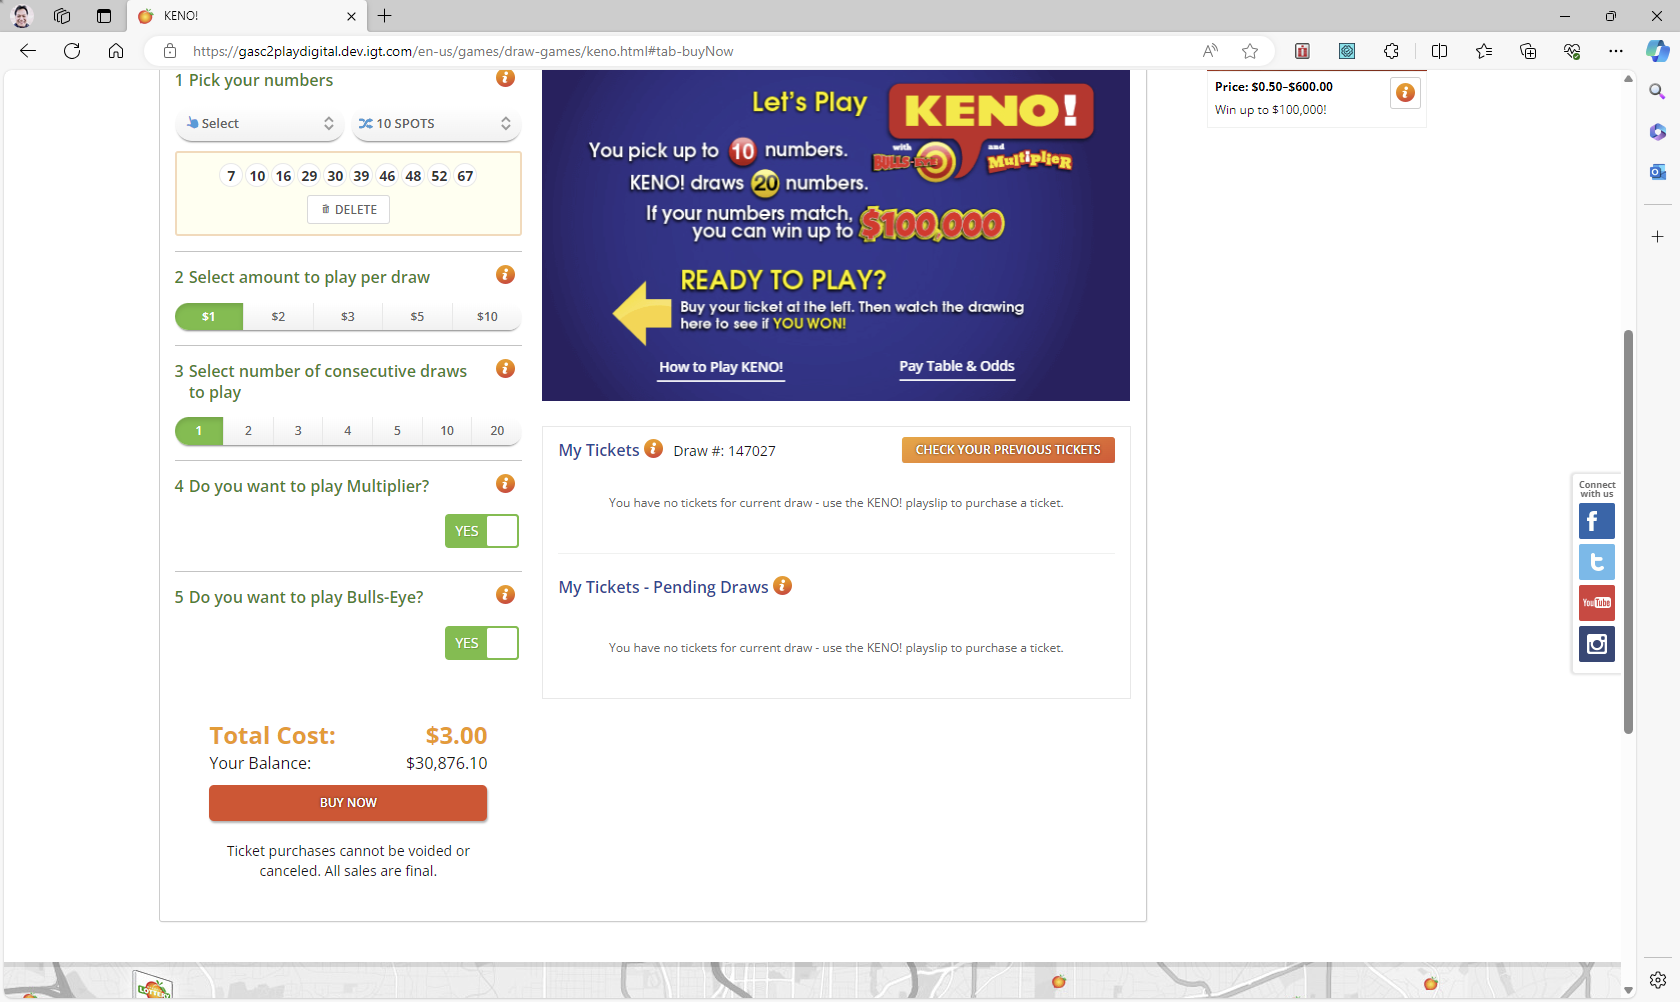 KENO!
https://gasc2playdigital.dev.igt.com/en-us/games/draw-games/keno.html#tab-buyNow
1 Pick your numbers
Select
10 SPOTS
7 10 16 29 30 39 46 48 52 67
DELETE
2 Select amount to play per draw
$1 $2 $3 $5 $10
3 Select number of consecutive draws
to play
1 2 3 4 5 10 20
4 Do you want to play Multiplier?
YES
5 Do you want to play Bulls-Eye?
YES
Total Cost: $3.00
Your Balance: $30,876.10
BUY NOW
Ticket purchases cannot be voided or
canceled. All sales are final.
Let's Play KENO!
with BULLS-EYE and Multiplier
You pick up to 10 numbers.
KENO! draws 20 numbers.
If your numbers match,
you can win up to $100,000
READY TO PLAY?
Buy your ticket at the left. Then watch the drawing
here to see if YOU WON!
How to Play KENO!
Pay Table & Odds
My Tickets Draw #: 147027
CHECK YOUR PREVIOUS TICKETS
You have no tickets for current draw - use the KENO! playslip to purchase a ticket.
My Tickets - Pending Draws
You have no tickets for current draw - use the KENO! playslip to purchase a ticket.
Price: $0.50–$600.00
Win up to $100,000!
Connect
with us
YouTube